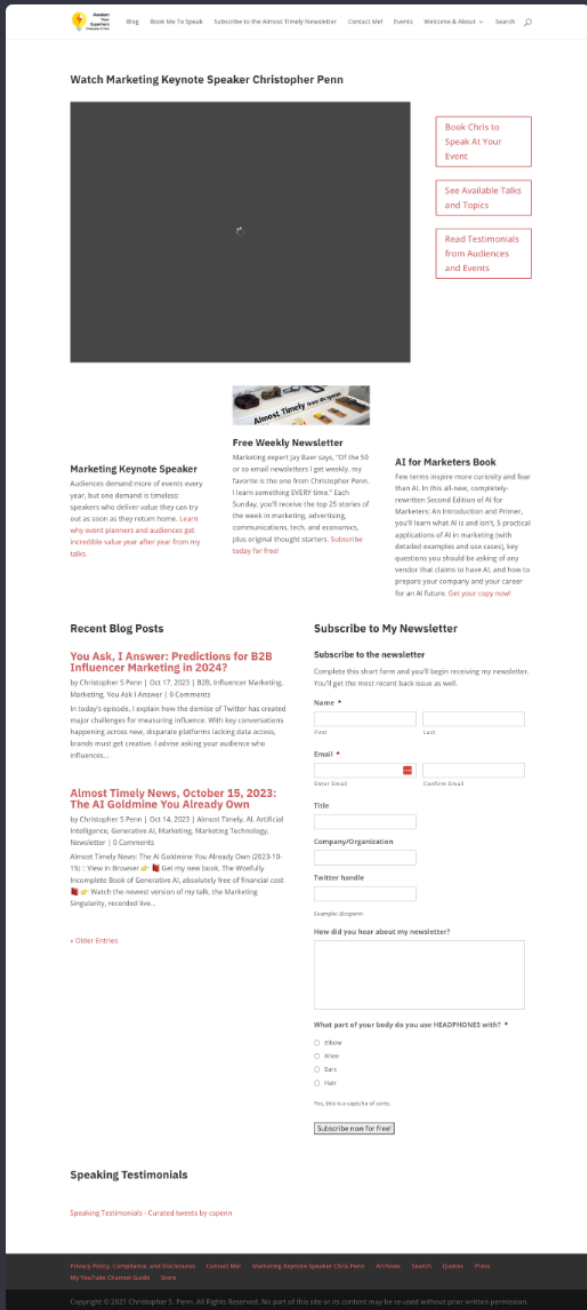 Awaken
Your
Superhero
Blog
Book Me To Speak
Subscribe to the Almost Timely Newsletter
Contact Me!
Events
Welcome & About
Search
Watch Marketing Keynote Speaker Christopher Penn
Book Chris to
Speak At Your
Event
See Available Talks
and Topics
Read Testimonials
from Audiences
and Events
Marketing Keynote Speaker
Audiences demand more of events every
year, but one demand is timeless:
speakers who deliver value they can try
out as soon as they return home. Learn
why event planners and audiences get
incredible value year after year from my
talks.
Almost Timely from @cspenn
Free Weekly Newsletter
Marketing expert Jay Baer says, "Of the 50
or so email newsletters I get weekly, my
favorite is the one from Christopher Penn.
I learn something EVERY time." Each
Sunday, you'll receive the top 25 stories of
the week in marketing, advertising,
communications, tech, and economics,
plus original thought starters. Subscribe
today for free!
AI for Marketers Book
Few terms inspire more curiosity and fear
than AI. In this all-new, completely-
rewritten Second Edition of AI for
Marketers: An Introduction and Primer,
you'll learn what AI is and isn't, 5 practical
applications of AI in marketing (with
detailed examples and use cases), key
questions you should be asking of any
vendor that claims to have AI, and how to
prepare your company and your career
for an AI future. Get your copy now!
Recent Blog Posts
You Ask, I Answer: Predictions for B2B
Influencer Marketing in 2024?
by Christopher S Penn | Oct 17, 2023 | B2B, Influencer Marketing,
Marketing, You Ask I Answer | 0 Comments
In today's episode, I explain how the demise of Twitter has created
major challenges for measuring influence. With key conversations
happening across new, disparate platforms lacking data access,
brands must get creative. I advise asking your audience who
influences...
Almost Timely News, October 15, 2023:
The AI Goldmine You Already Own
by Christopher S Penn | Oct 14, 2023 | Almost Timely, AI, Artificial
Intelligence, Generative AI, Marketing, Marketing Technology,
Newsletter | 0 Comments
Almost Timely News: The AI Goldmine You Already Own (2023-10-
15) :: View in Browser 👉 📕 Get my new book, The Woefully
Incomplete Book of Generative AI, absolutely free of financial cost
📕 👉 Watch the newest version of my talk, the Marketing
Singularity, recorded live...
« Older Entries
Subscribe to My Newsletter
Subscribe to the newsletter
Complete this short form and you'll begin receiving my newsletter.
You'll get the most recent back issue as well.
Name *
First
Last
Email *
Enter Email
Confirm Email
Title
Company/Organization
Twitter handle
Example: @cspenn
How did you hear about my newsletter?
What part of your body do you use HEADPHONES with? *
Elbow
Knee
Ears
Hair
Yes, this is a captcha of sorts.
Subscribe now for free!
Speaking Testimonials
Speaking Testimonials - Curated tweets by cspenn
Privacy Policy, Compliance, and Disclosures
Contact Me!
Marketing Keynote Speaker Chris Penn
Archives
Search
Quotes
Press
My YouTube Channel Guide
Store
Copyright © 2021 Christopher S. Penn. All Rights Reserved. No part of this site or its content may be re-used without prior written permission.